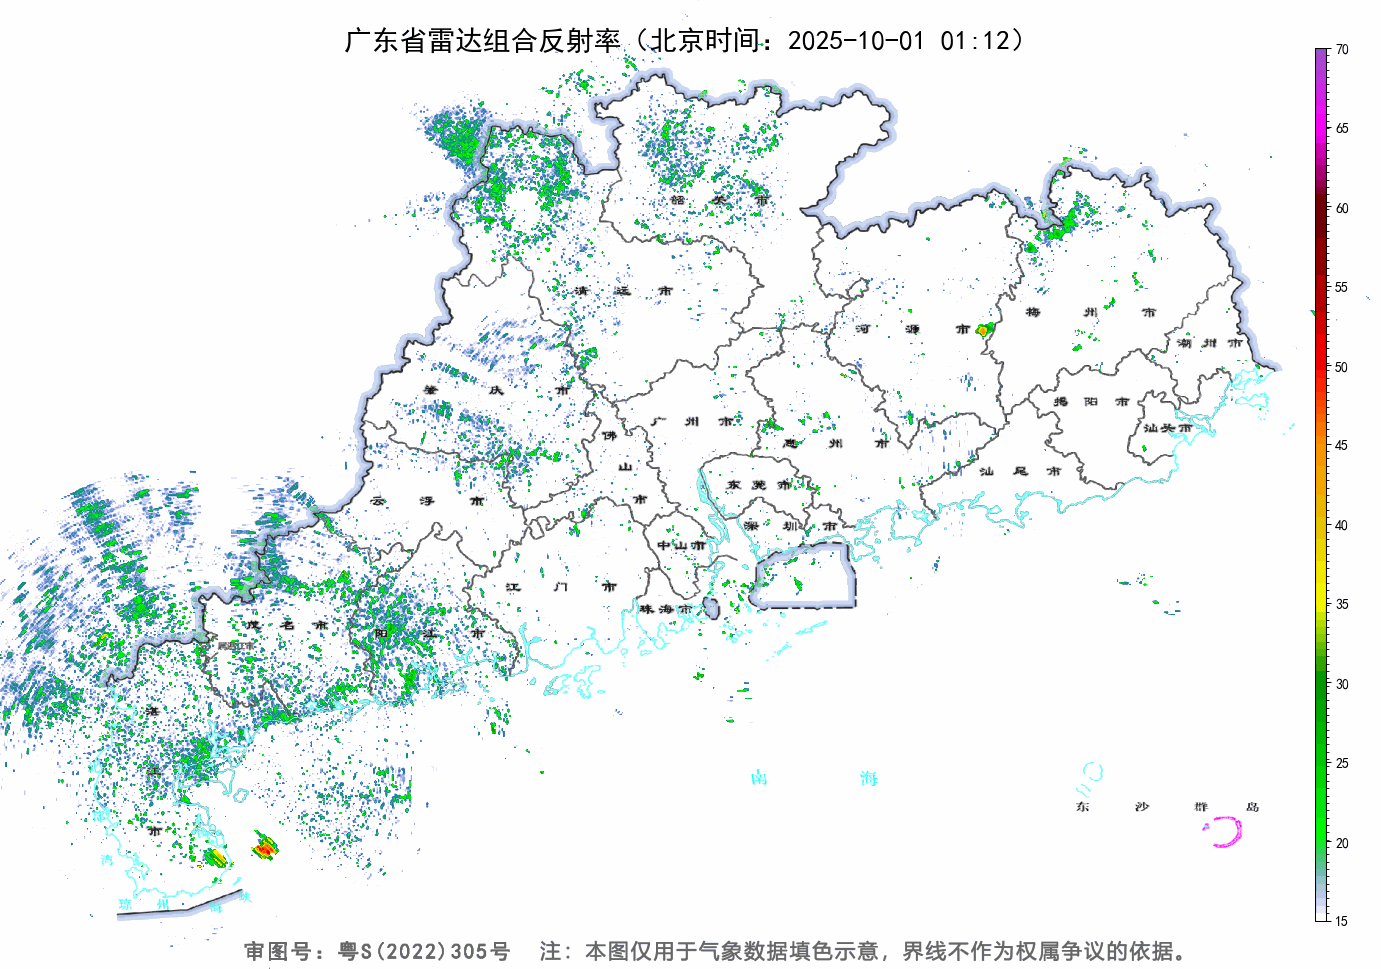 广东省雷达组合反射率（北京时间：2025-10-01 01:12）
70
65
60
55
50
45
40
35
30
25
20
15
韶关市
清远市
河源市
梅州市
潮州市
肇庆市
广州市
佛山市
惠州市
揭阳市
汕头市
汕尾市
云浮市
东莞市
深圳市
中山市
江门市
珠海市
茂名市
阳江市
湛江市
湾
琼州海峡
南海
东沙群岛
审图号：粤S(2022)305号 注：本图仅用于气象数据填色示意，界线不作为权属争议的依据。